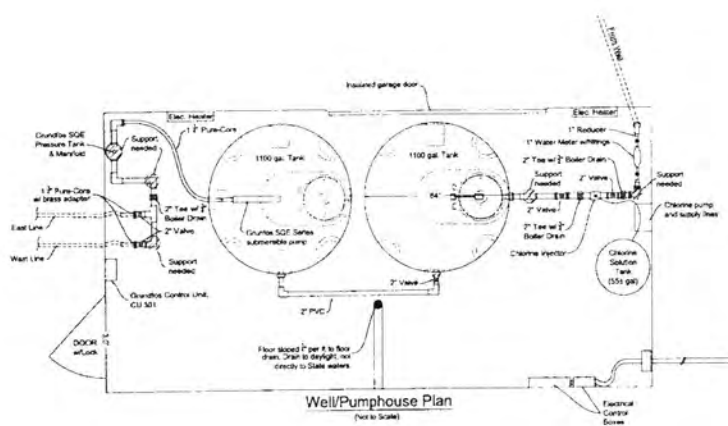 From Well
Insulated garage door
Elec. Heater
Elec. Heater
1 1/4" Pure-Core
Grundfos SQE
Pressure Tank
& Manifold
Support
needed
1100 gal. Tank
1100 gal. Tank
1" Reducer
1" Water Meter w/fittings
2" Tee w/ 3/4" Boiler Drain
2" Valve
Support
needed
Support
needed
64"
1 1/4" Pure-Core
w/ brass adapter
East Line
West Line
2" Tee w/ 3/4"
Boiler Drain
2" Valve
Support
needed
Grunfos SQE Series
submersible pump
2" Valve
2" Tee w/ 3/4"
Boiler Drain
Chlorine injector
Chlorine pump
and supply lines
Chlorine
Solution
Tank
(55± gal)
Grundfos Control Unit,
CU 301
2" Valve
2" PVC
DOOR
w/Lock
Floor sloped 1/4" per ft to floor
drain. Drain to daylight, not
directly to State waters.
Well/Pumphouse Plan
(Not to Scale)
Electrical
Control
Boxes